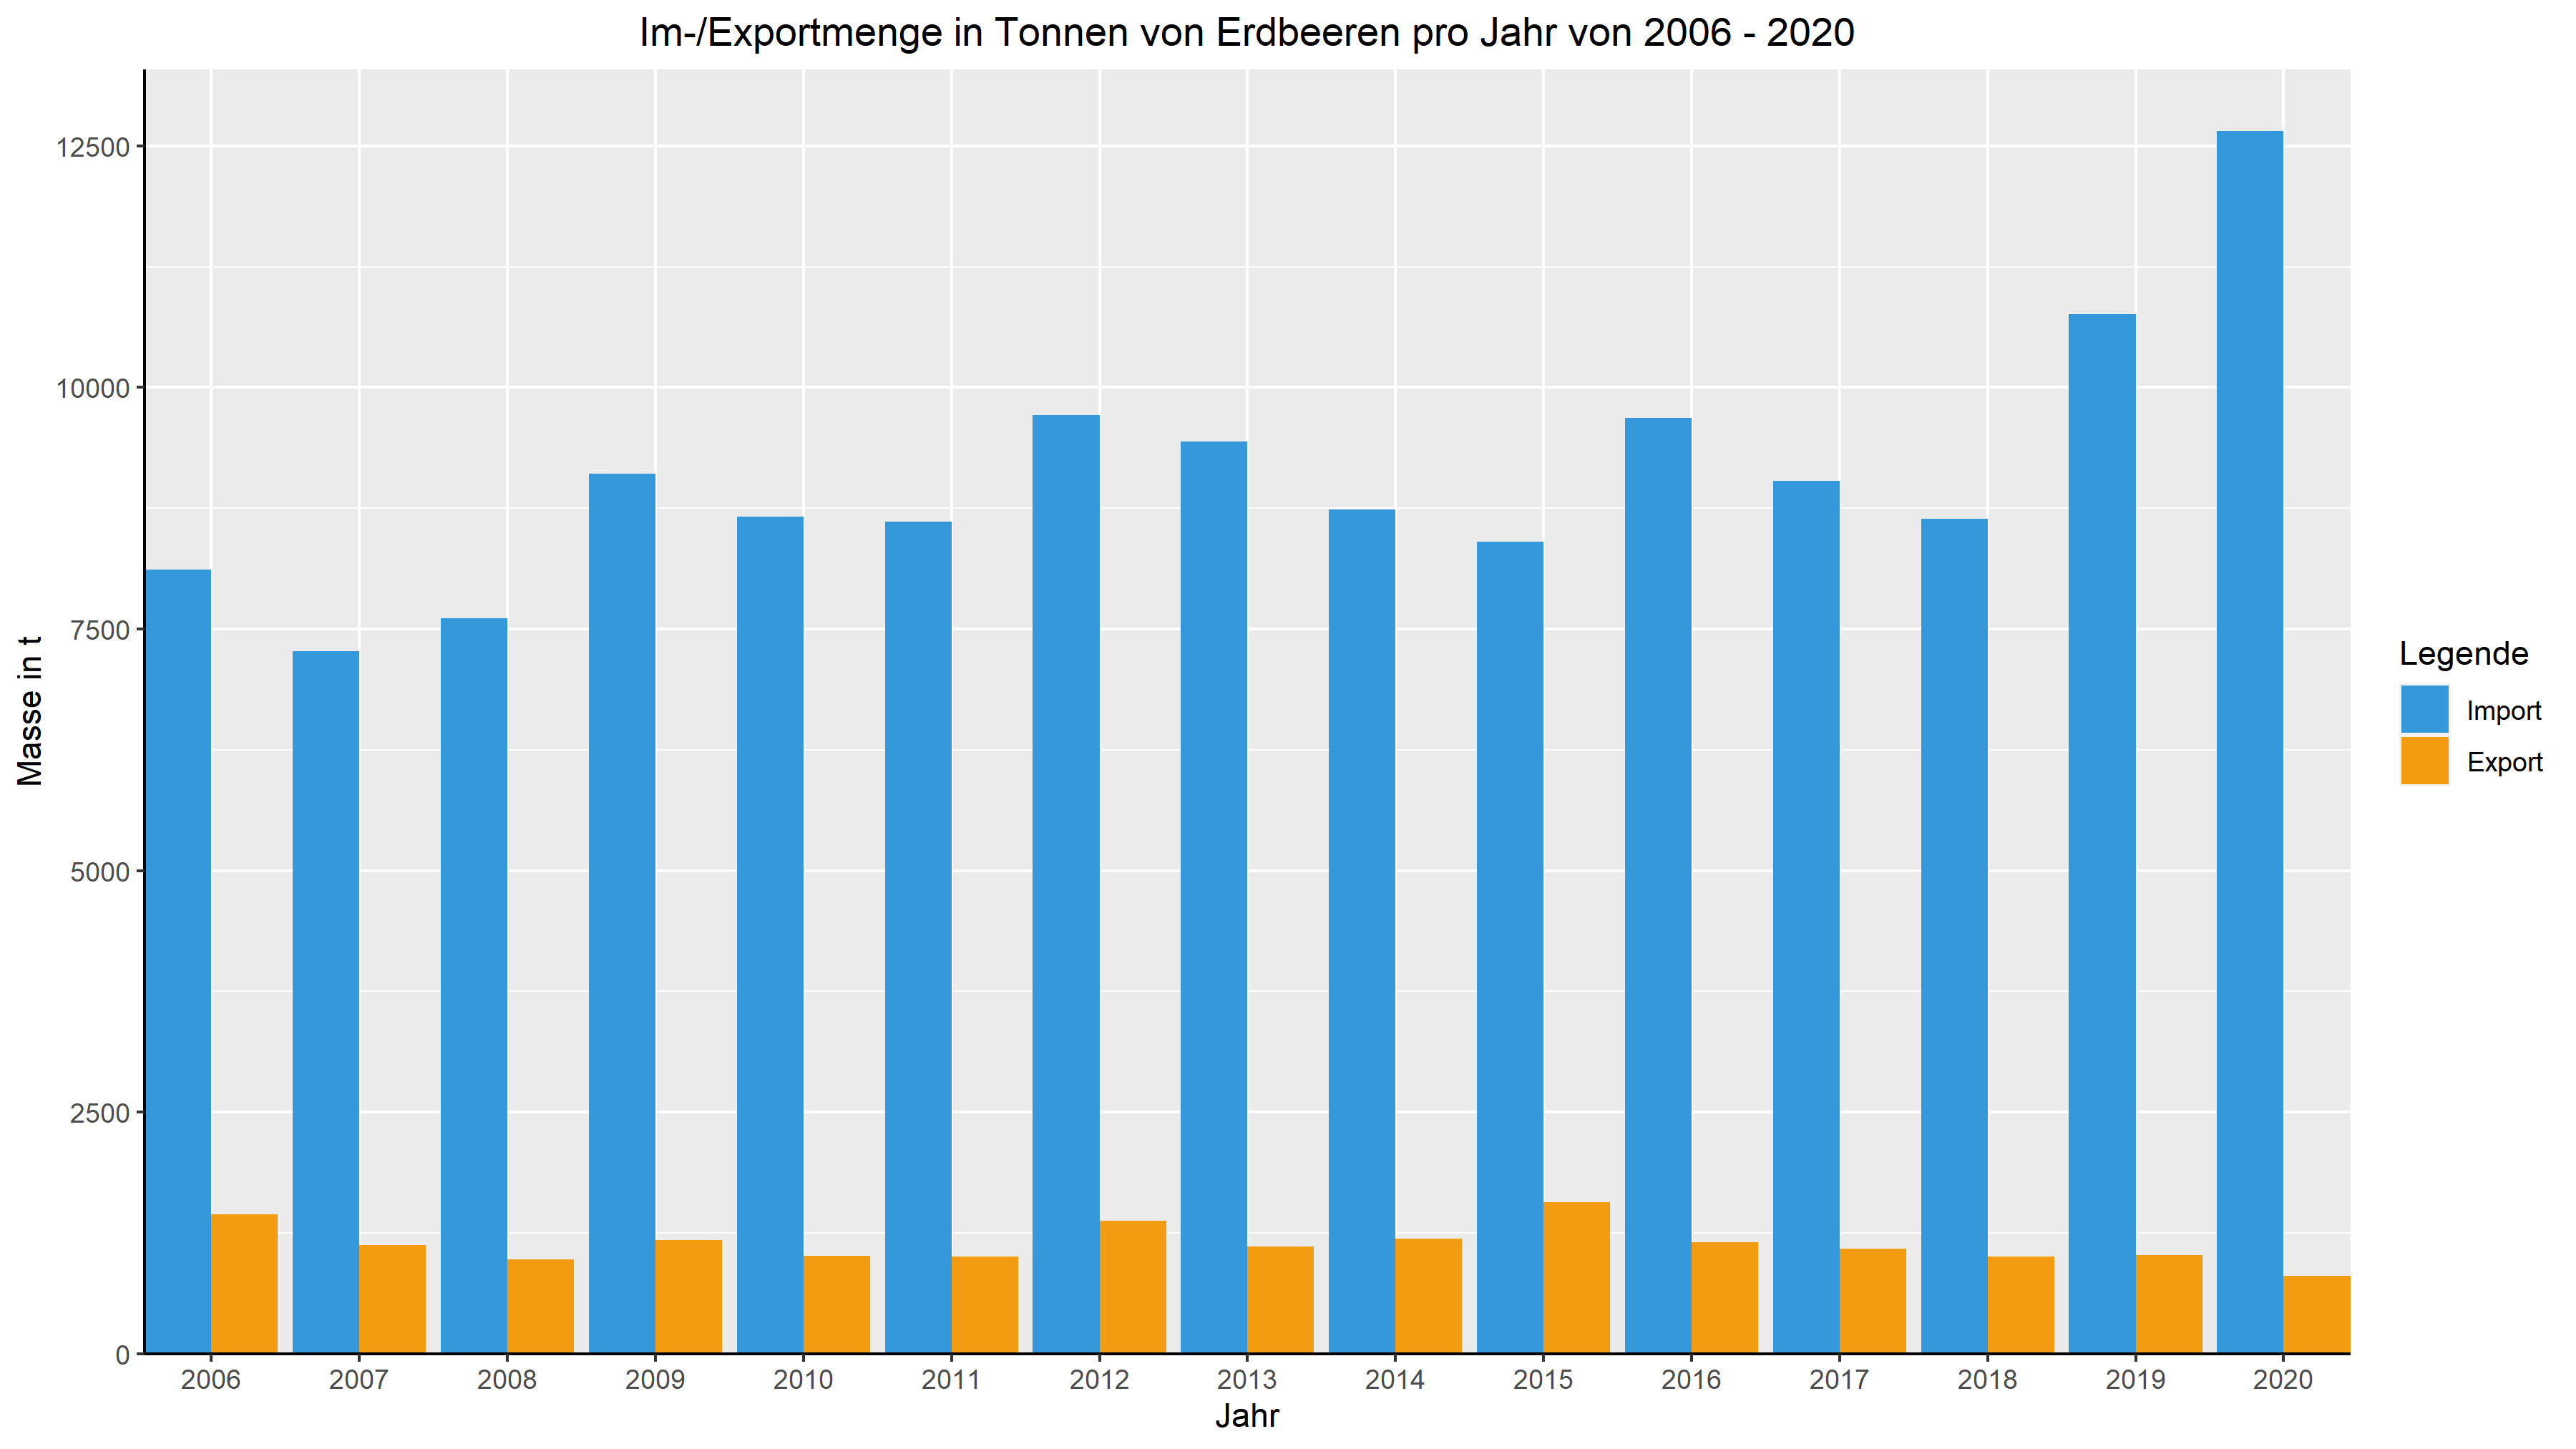 Im-/Exportmenge in Tonnen von Erdbeeren pro Jahr von 2006 - 2020
12500
10000
7500
5000
2500
0
Masse in t
2006 2007 2008 2009 2010 2011 2012 2013 2014 2015 2016 2017 2018 2019 2020
Jahr
Legende
Import
Export